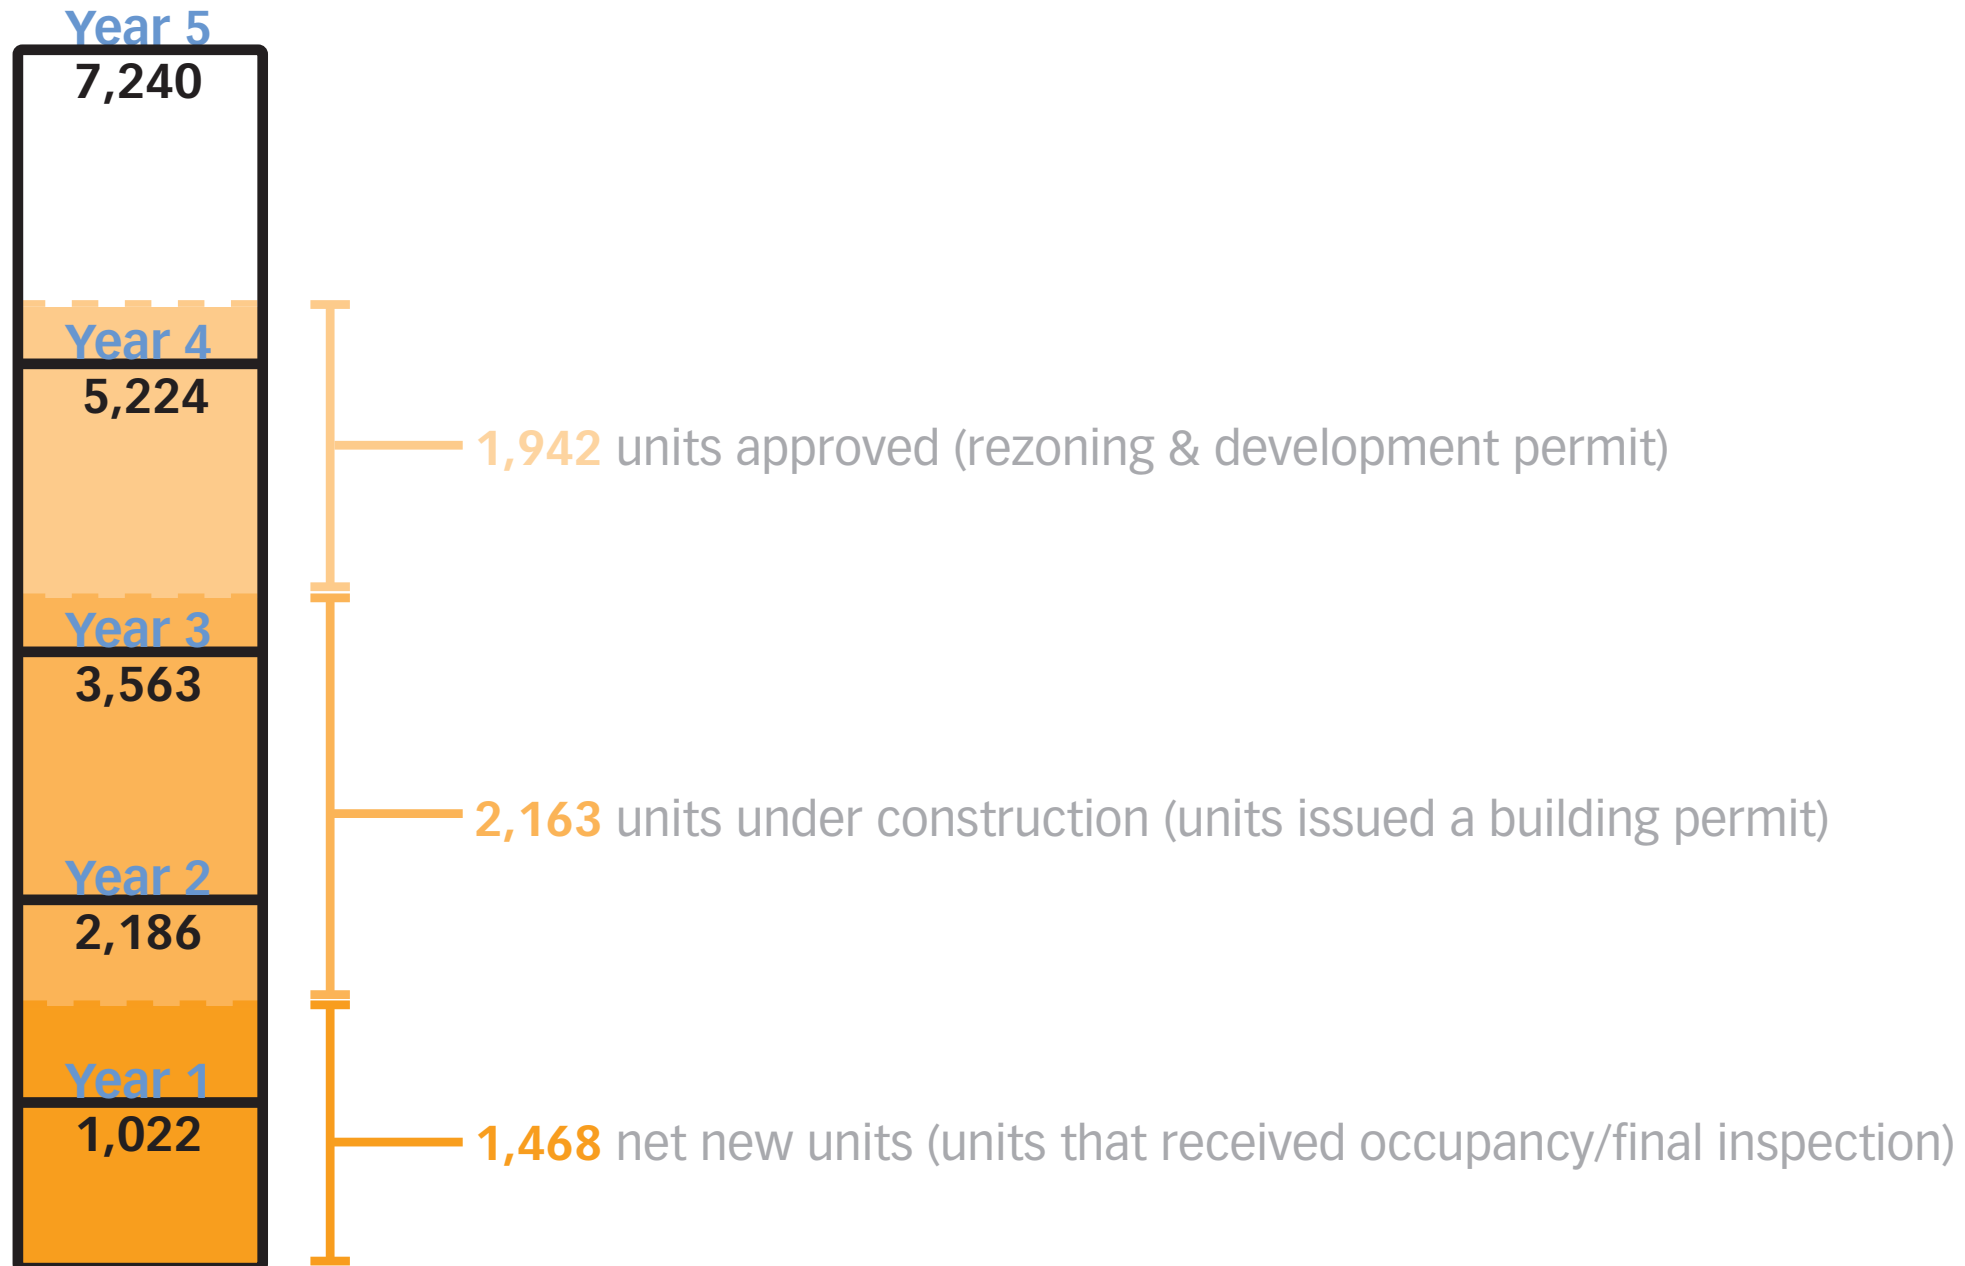 Year 5
7,240
Year 4
5,224
1,942 units approved (rezoning & development permit)
Year 3
3,563
2,163 units under construction (units issued a building permit)
Year 2
2,186
Year 1
1,022
1,468 net new units (units that received occupancy/final inspection)